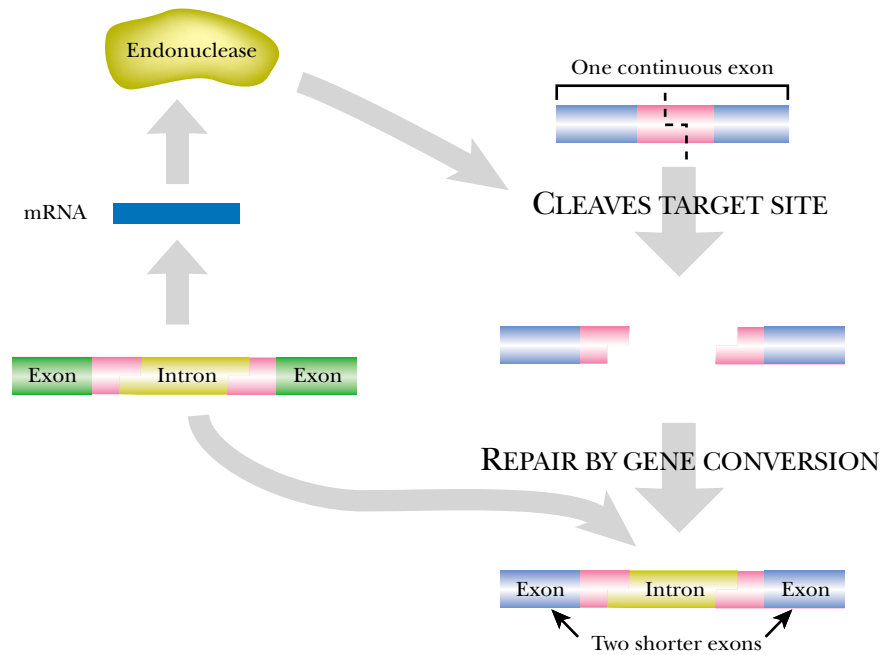 Endonuclease
One continuous exon
mRNA
CLEAVES TARGET SITE
Exon Intron Exon
REPAIR BY GENE CONVERSION
Exon Intron Exon
Two shorter exons